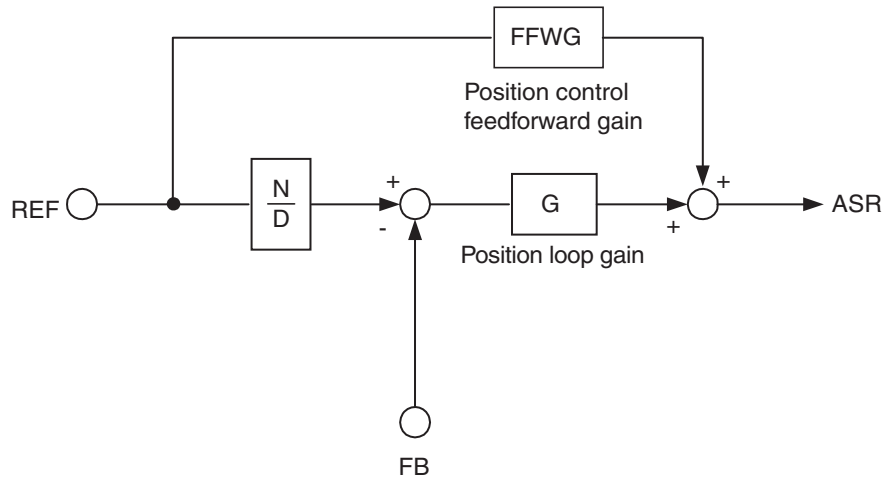 FFWG
Position control
feedforward gain
REF
N
D
+
-
G
Position loop gain
+
+
ASR
FB